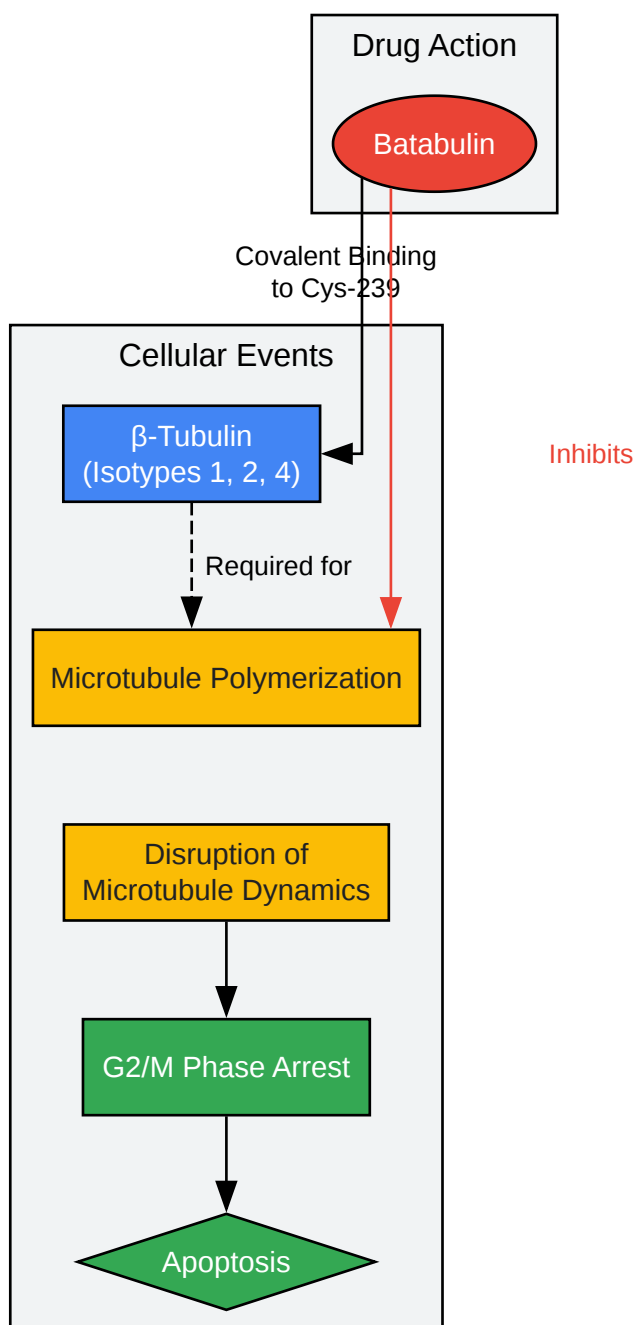 Drug Action
Batabulin
Covalent Binding
to Cys-239
Cellular Events
β-Tubulin
(Isotypes 1, 2, 4)
Inhibits
Required for
Microtubule Polymerization
Disruption of
Microtubule Dynamics
G2/M Phase Arrest
Apoptosis